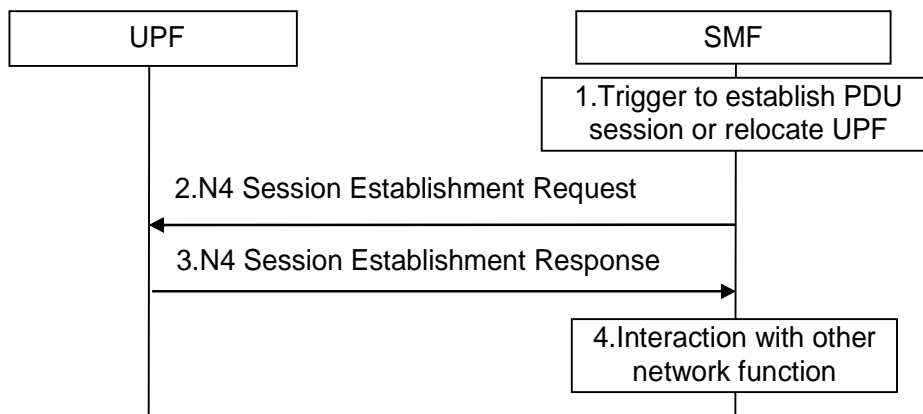 UPF
SMF
1.Trigger to establish PDU
session or relocate UPF
2.N4 Session Establishment Request
3.N4 Session Establishment Response
4.Interaction with other
network function